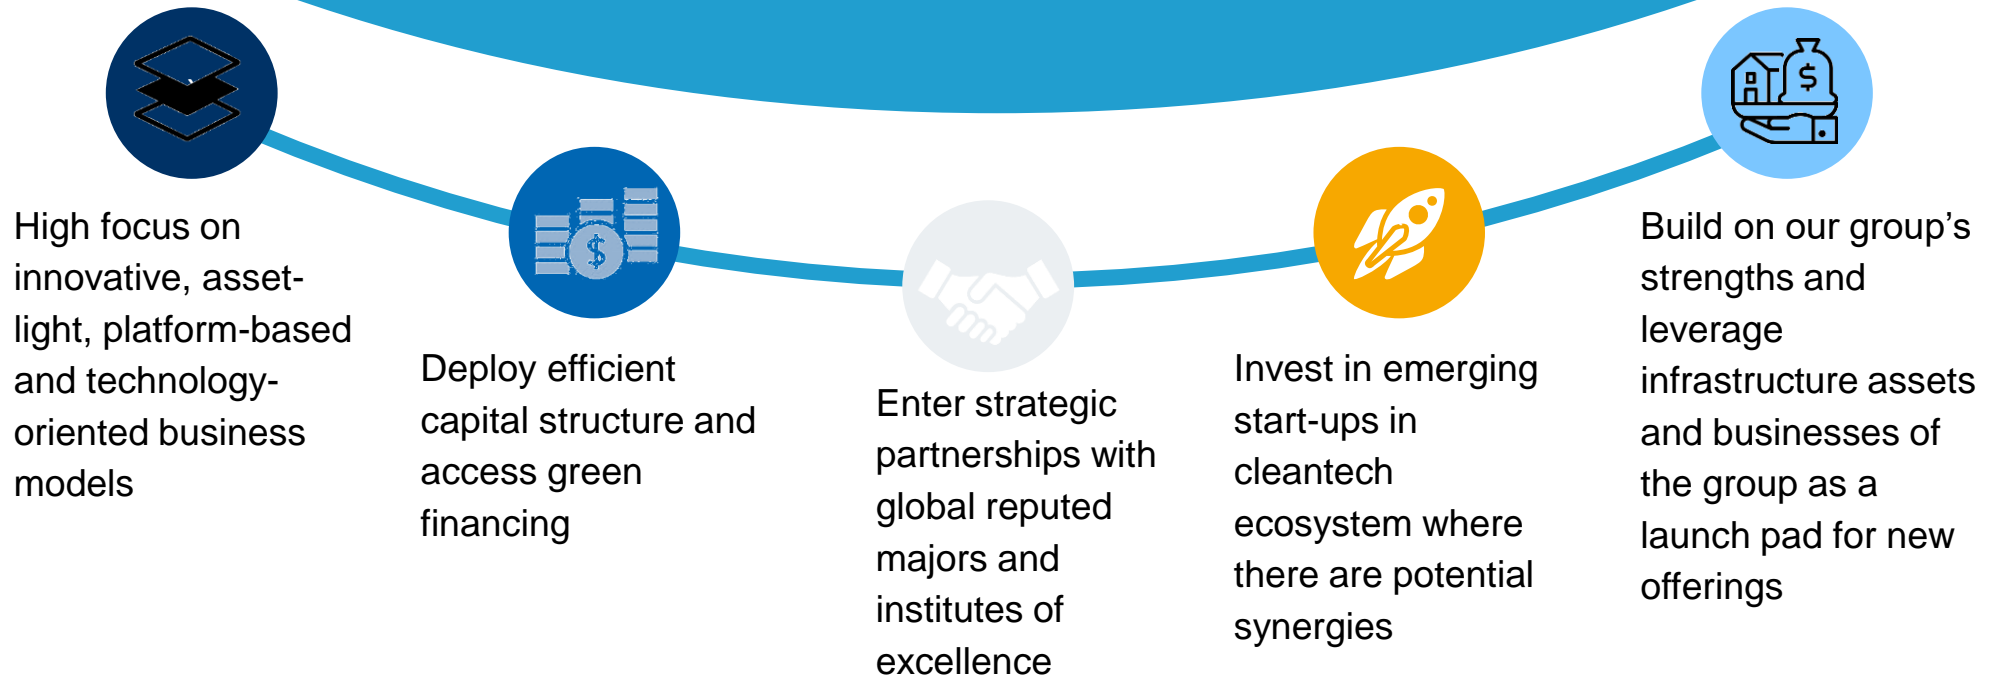 High focus on
innovative, asset-
light, platform-based
and technology-
oriented business
models
Deploy efficient
capital structure and
access green
financing
Enter strategic
partnerships with
global reputed
majors and
institutes of
excellence
Invest in emerging
start-ups in
cleantech
ecosystem where
there are potential
synergies
Build on our group’s
strengths and
leverage
infrastructure assets
and businesses of
the group as a
launch pad for new
offerings